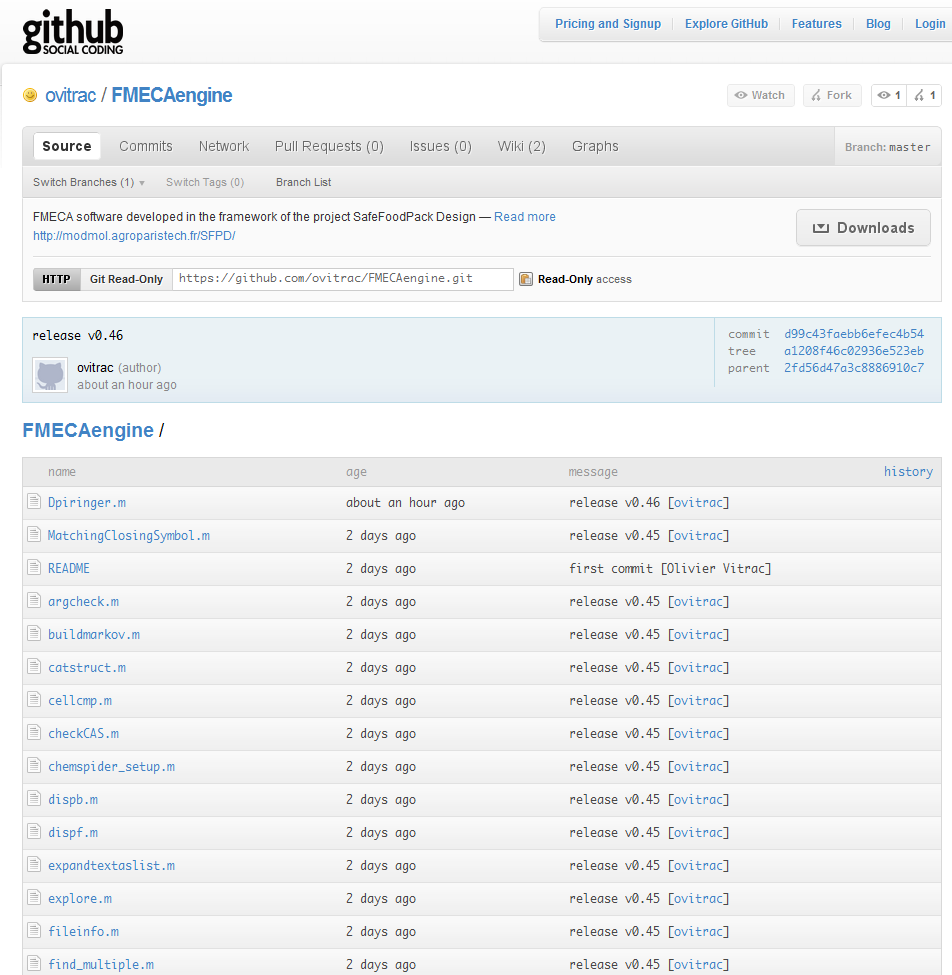 github
SOCIAL CODING
Pricing and Signup Explore GitHub Features Blog Login
ovitrac / FMECAengine Watch Fork 1 1
Source Commits Network Pull Requests (0) Issues (0) Wiki (2) Graphs Branch: master
Switch Branches (1) Switch Tags (0) Branch List
FMECA software developed in the framework of the project SafeFoodPack Design — Read more
http://modmol.agroparistech.fr/SFPD/
Downloads
HTTP Git Read-Only https://github.com/ovitrac/FMECAengine.git Read-Only access
release v0.46
commit d99c43faebb6efec4b54
tree a1208f46c02936e523eb
parent 2fd56d47a3c8886910c7
ovitrac (author)
about an hour ago
FMECAengine /
name age message history
Dpiringer.m about an hour ago release v0.46 [ovitrac]
MatchingClosingSymbol.m 2 days ago release v0.45 [ovitrac]
README 2 days ago first commit [Olivier Vitrac]
argcheck.m 2 days ago release v0.45 [ovitrac]
buildmarkov.m 2 days ago release v0.45 [ovitrac]
catstruct.m 2 days ago release v0.45 [ovitrac]
cellcmp.m 2 days ago release v0.45 [ovitrac]
checkCAS.m 2 days ago release v0.45 [ovitrac]
chemspider_setup.m 2 days ago release v0.45 [ovitrac]
dispb.m 2 days ago release v0.45 [ovitrac]
dispf.m 2 days ago release v0.45 [ovitrac]
expandtextaslist.m 2 days ago release v0.45 [ovitrac]
explore.m 2 days ago release v0.45 [ovitrac]
fileinfo.m 2 days ago release v0.45 [ovitrac]
find_multiple.m 2 days ago release v0.45 [ovitrac]